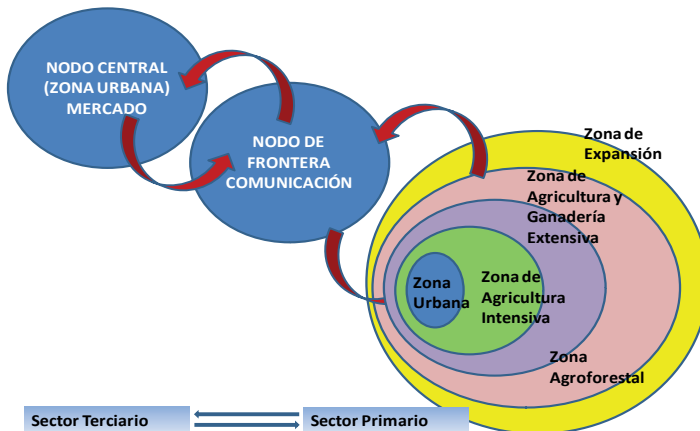 NODO CENTRAL
(ZONA URBANA)
MERCADO
NODO DE
FRONTERA
COMUNICACIÓN
Zona de
Expansión
Zona de
Agricultura y
Ganadería
Extensiva
Zona
Urbana
Zona de
Agricultura
Intensiva
Zona
Agroforestal
Sector Terciario
Sector Primario